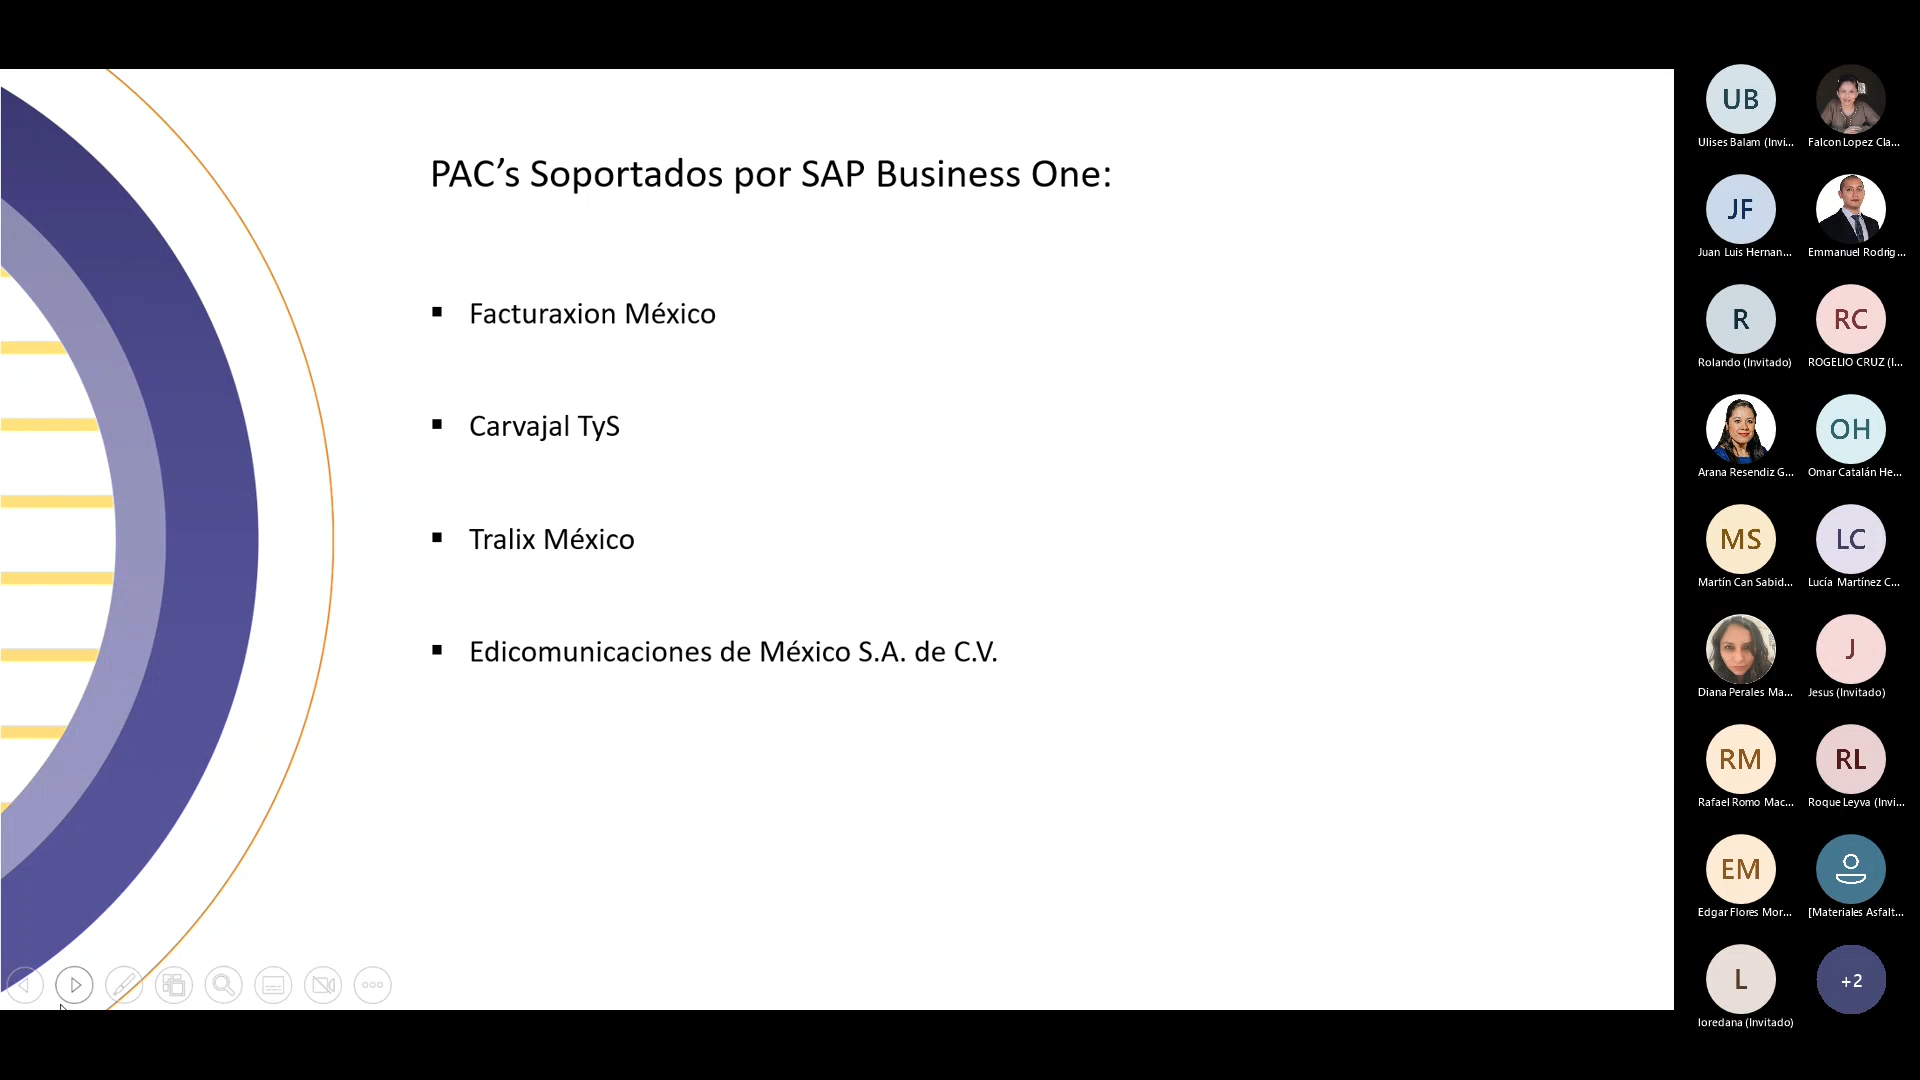 PAC’s Soportados por SAP Business One:
▪ Facturaxion México
▪ Carvajal TyS
▪ Tralix México
▪ Edicomunicaciones de México S.A. de C.V.
UB
Ulises Balam (Invi...
Falcon Lopez Cla...
JF
Juan Luis Hernan...
Emmanuel Rodrig...
R
Rolando (Invitado)
RC
ROGELIO CRUZ (I...
Arana Resendiz G...
OH
Omar Catalán He...
MS
Martín Can Sabid...
LC
Lucía Martínez C...
Diana Perales Ma...
J
Jesus (Invitado)
RM
Rafael Romo Mac...
RL
Roque Leyva (Invi...
EM
Edgar Flores Mor...
[Materiales Asfalt...
L
loredana (Invitado)
+2